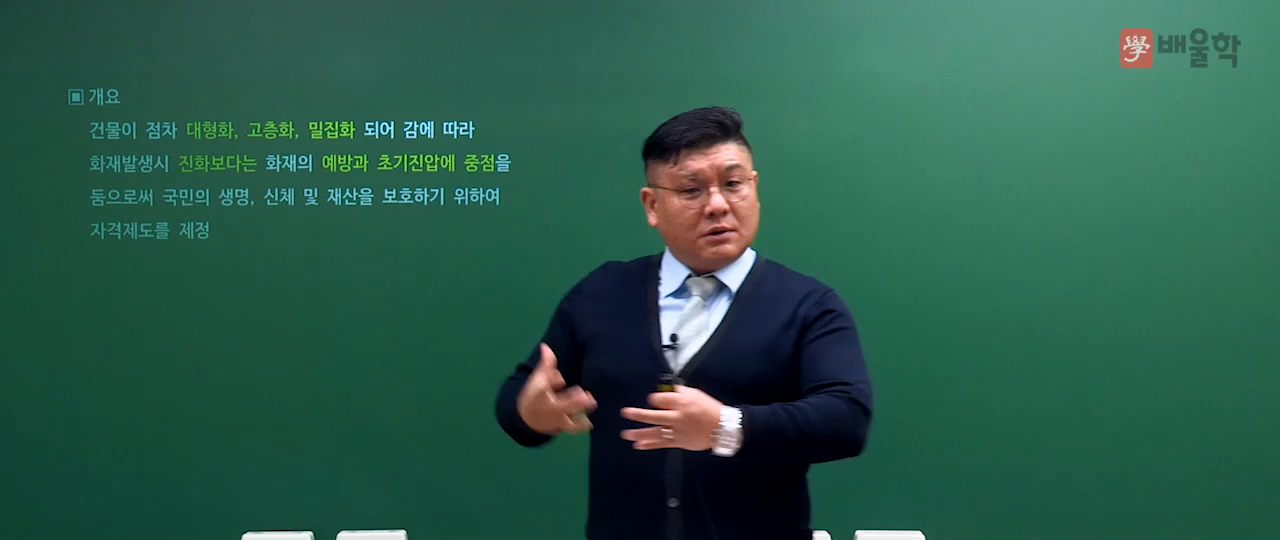 學 배울학
▣ 개요
건물이 점차 대형화, 고층화, 밀집화 되어 감에 따라
화재발생시 진화보다는 화재의 예방과 초기진압에 중점을
둠으로써 국민의 생명, 신체 및 재산을 보호하기 위하여
자격제도를 제정